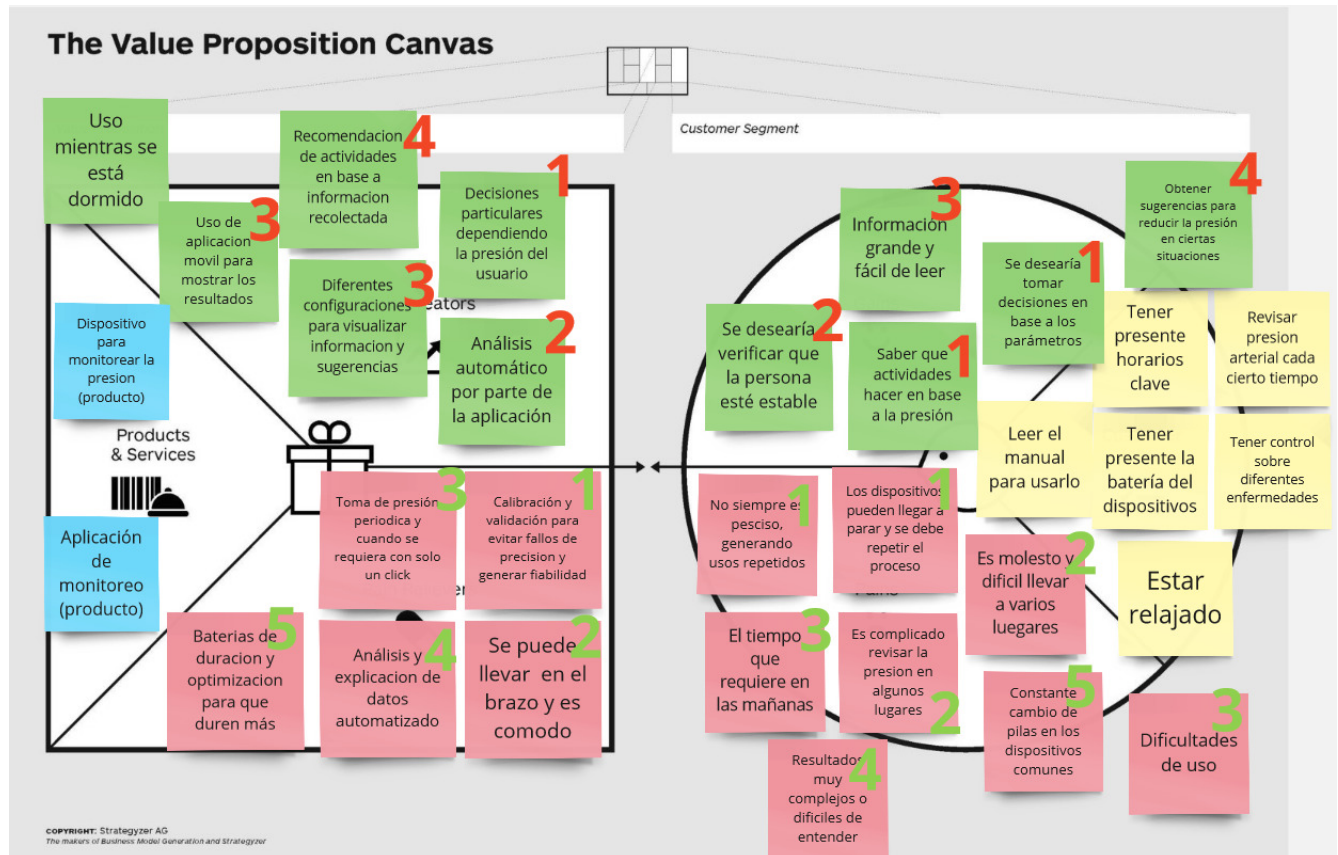 The Value Proposition Canvas
Customer Segment
Uso
mientras se
está
dormido
Recomendacion
de actividades
en base a
informacion
recolectada
4
Decisiones
particulares
dependiendo
la presión del
usuario
1
Uso de
aplicacion
movil para
mostrar los
resultados
3
Diferentes
configuraciones
para visualizar
informacion y
sugerencias
3
eators
Análisis
automático
por parte de
la aplicación
2
Dispositivo
para
monitorear la
presion
(producto)
Products
& Services
Aplicación
de
monitoreo
(producto)
Toma de presión
periodica y
cuando se
requiera con solo
un click
3
Calibración y
validación para
evitar fallos de
precision y
generar fiabilidad
1
Baterias de
duracion y
optimizacion
para que
duren más
5
Análisis y
explicacion de
datos
automatizado
4
Se puede
llevar en el
brazo y es
comodo
2
Información
grande y
fácil de leer
3
Obtener
sugerencias para
reducir la presión
en ciertas
situaciones
4
Se desearía
tomar
decisiones en
base a los
parámetros
1
Se desearía
verificar que
la persona
esté estable
2
Saber que
actividades
hacer en base
a la presión
1
Tener
presente
horarios
clave
Revisar
presion
arterial cada
cierto tiempo
Leer el
manual
para usarlo
Tener
presente la
batería del
dispositivos
Tener control
sobre
diferentes
enfermedades
Estar
relajado
No siempre es
pesciso,
generando
usos repetidos
1
Los dispositivos
pueden llegar a
parar y se debe
repetir el
proceso
1
Es molesto y
dificil llevar
a varios
luegares
2
El tiempo
que
requiere en
las mañanas
3
Es complicado
revisar la
presion en
algunos
lugares
2
Constante
cambio de
pilas en los
dispositivos
comunes
5
Dificultades
de uso
3
Resultados
muy
complejos o
dificiles de
entender
4
COPYRIGHT: Strategyzer AG
The makers of Business Model Generation and Strategyzer